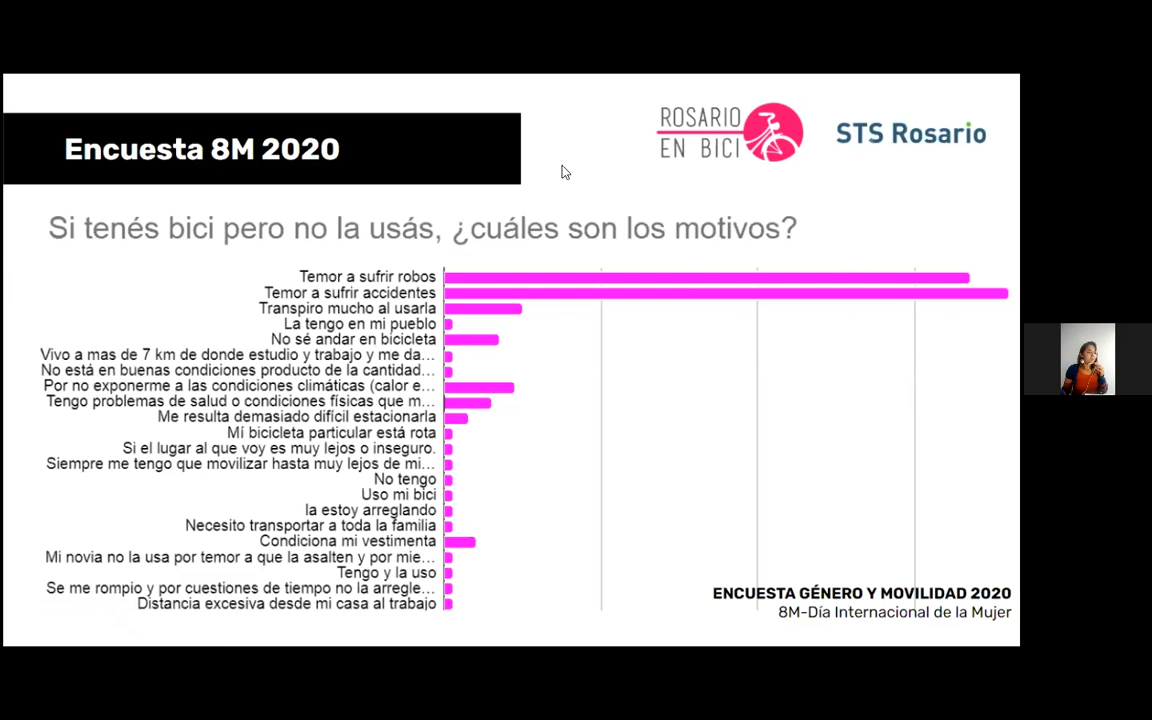 ROSARIO
EN BICI
STS Rosario
Encuesta 8M 2020
Si tenés bici pero no la usás, ¿cuáles son los motivos?
Temor a sufrir robos
Temor a sufrir accidentes
Transpiro mucho al usarla
La tengo en mi pueblo
No sé andar en bicicleta
Vivo a mas de 7 km de donde estudio y trabajo y me da…
No está en buenas condiciones producto de la cantidad…
Por no exponerme a las condiciones climáticas (calor e…
Tengo problemas de salud o condiciones físicas que m…
Me resulta demasiado difícil estacionarla
Mí bicicleta particular está rota
Si el lugar al que voy es muy lejos o inseguro.
Siempre me tengo que movilizar hasta muy lejos de mi…
No tengo
Uso mi bici
la estoy arreglando
Necesito transportar a toda la familia
Condiciona mi vestimenta
Mi novia no la usa por temor a que la asalten y por mie…
Tengo y la uso
Se me rompio y por cuestiones de tiempo no la arregle…
Distancia excesiva desde mi casa al trabajo
ENCUESTA GÉNERO Y MOVILIDAD 2020
8M-Día Internacional de la Mujer